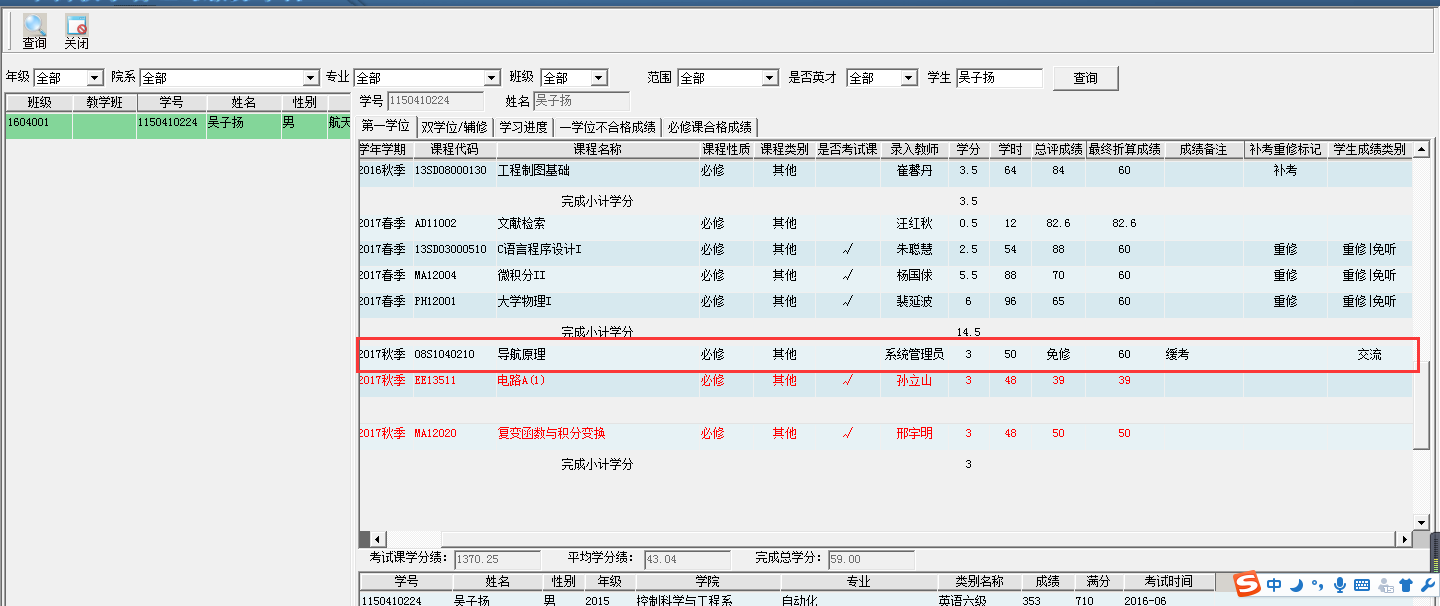 查询 关闭
年级 全部 院系 全部 专业 全部 班级 全部 范围 全部 是否英才 全部 学生 吴子扬 查询
班级 教学班 学号 姓名 性别
1604001 1150410224 吴子扬 男 航天
学号 1150410224 姓名 吴子扬
第一学位 双学位/辅修 学习进度 一学位不合格成绩 必修课合格成绩
学年学期 课程代码 课程名称 课程性质 课程类别 是否考试课 录入教师 学分 学时 总评成绩 最终折算成绩 成绩备注 补考重修标记 学生成绩类别
2016秋季 13SD08000130 工程制图基础 必修 其他 崔馨丹 3.5 64 84 60 补考
完成小计学分 3.5
2017春季 AD11002 文献检索 必修 其他 汪红秋 0.5 12 82.6 82.6
2017春季 13SD03000510 C语言程序设计I 必修 其他 √ 朱聪慧 2.5 54 88 60 重修 重修|免听
2017春季 MA12004 微积分II 必修 其他 √ 杨国俅 5.5 88 70 60 重修 重修|免听
2017春季 PH12001 大学物理I 必修 其他 √ 裴延波 6 96 65 60 重修 重修|免听
完成小计学分 14.5
2017秋季 08S1040210 导航原理 必修 其他 系统管理员 3 50 免修 60 缓考 交流
2017秋季 EE13511 电路A(1) 必修 其他 √ 孙立山 3 48 39 39
2017秋季 MA12020 复变函数与积分变换 必修 其他 √ 邢宇明 3 48 50 50
完成小计学分 3
考试课学分绩: 1370.25 平均学分绩: 43.04 完成总学分: 59.00
学号 姓名 性别 年级 学院 专业 类别名称 成绩 满分 考试时间
1150410224 吴子扬 男 2015 控制科学与工程系 自动化 英语六级 353 710 2016-06
中